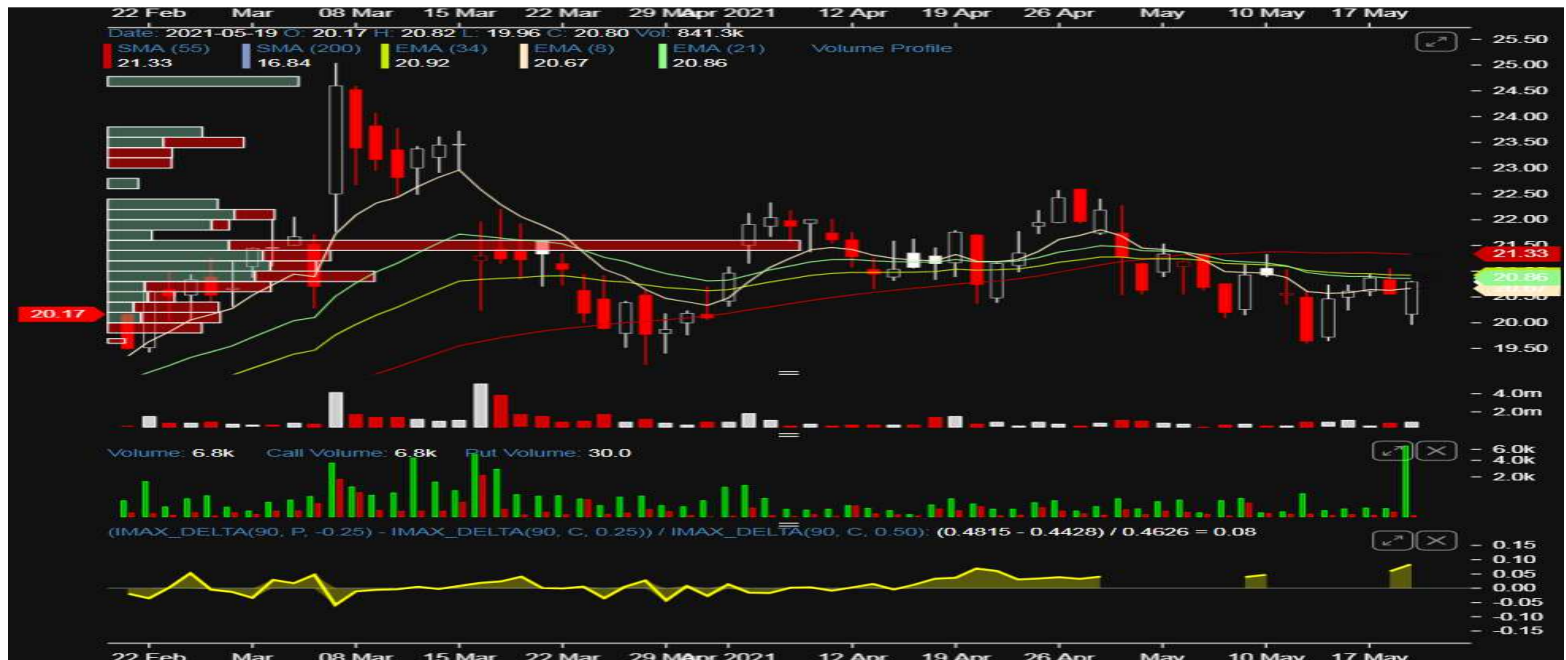 22 Feb Mar 08 Mar 15 Mar 22 Mar 29 Mar Apr 2021 12 Apr 19 Apr 26 Apr May 10 May 17 May
Date: 2021-05-19 O: 20.17 H: 20.82 L: 19.96 C: 20.80 Vol: 841.3k
SMA (55) SMA (200) EMA (34) EMA (8) EMA (21) Volume Profile
21.33 16.84 20.92 20.67 20.86
25.50
25.00
24.50
24.00
23.50
23.00
22.50
22.00
21.50
21.33
20.86
20.50
20.17
20.00
19.50
4.0m
2.0m
Volume: 6.8k Call Volume: 6.8k Put Volume: 30.0
6.0k
4.0k
2.0k
(IMAX_DELTA(90, P, -0.25) - IMAX_DELTA(90, C, 0.25)) / IMAX_DELTA(90, C, 0.50): (0.4815 - 0.4428) / 0.4626 = 0.08
0.15
0.10
0.05
0.00
-0.05
-0.10
-0.15
22 Feb Mar 08 Mar 15 Mar 22 Mar 29 Mar Apr 2021 12 Apr 19 Apr 26 Apr May 10 May 17 May